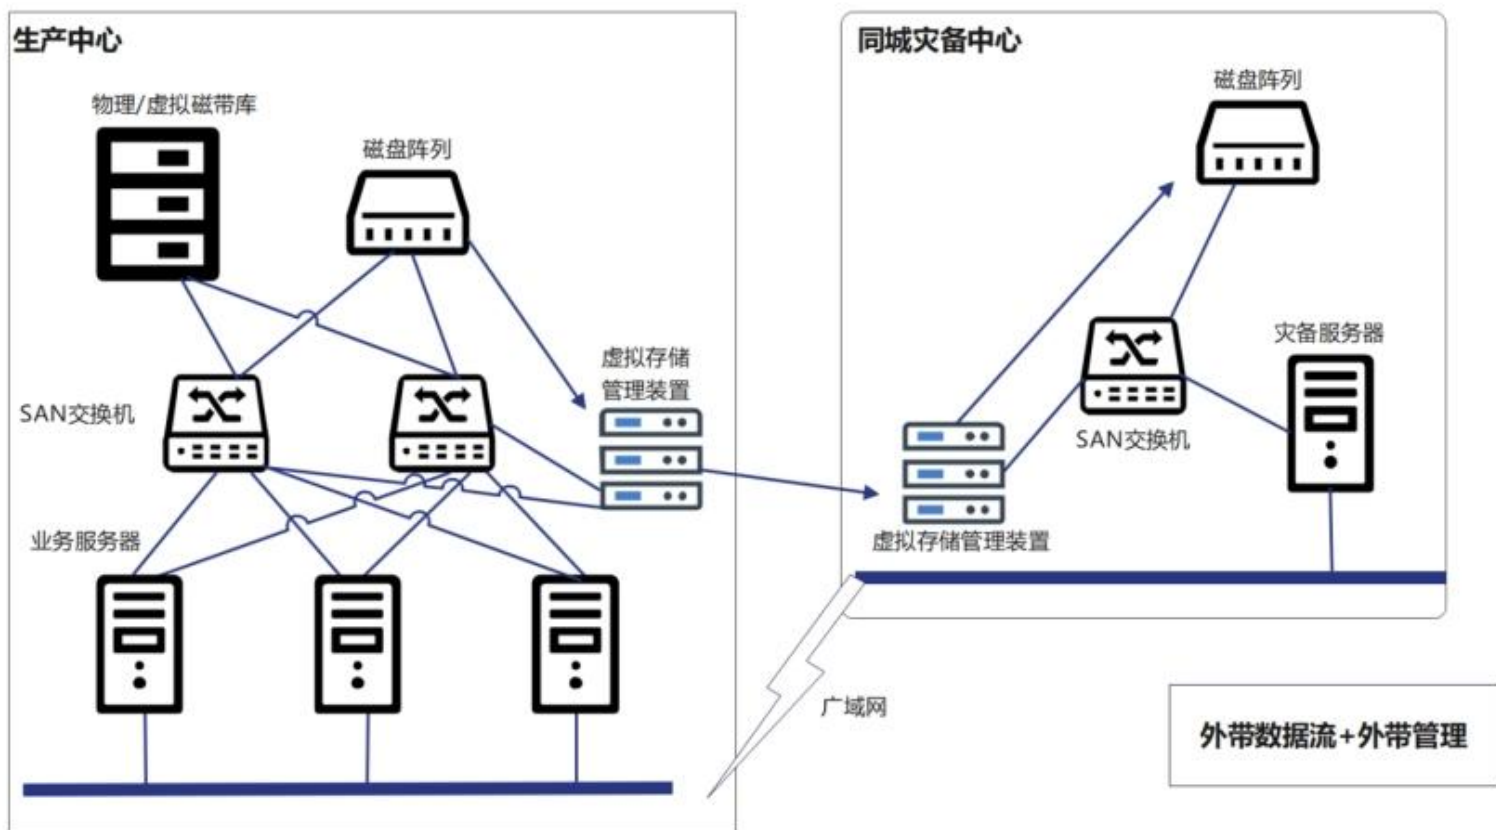 生产中心
同城灾备中心
物理/虚拟磁带库
磁盘阵列
磁盘阵列
虚拟存储
管理装置
灾备服务器
SAN交换机
SAN交换机
业务服务器
虚拟存储管理装置
广域网
外带数据流+外带管理